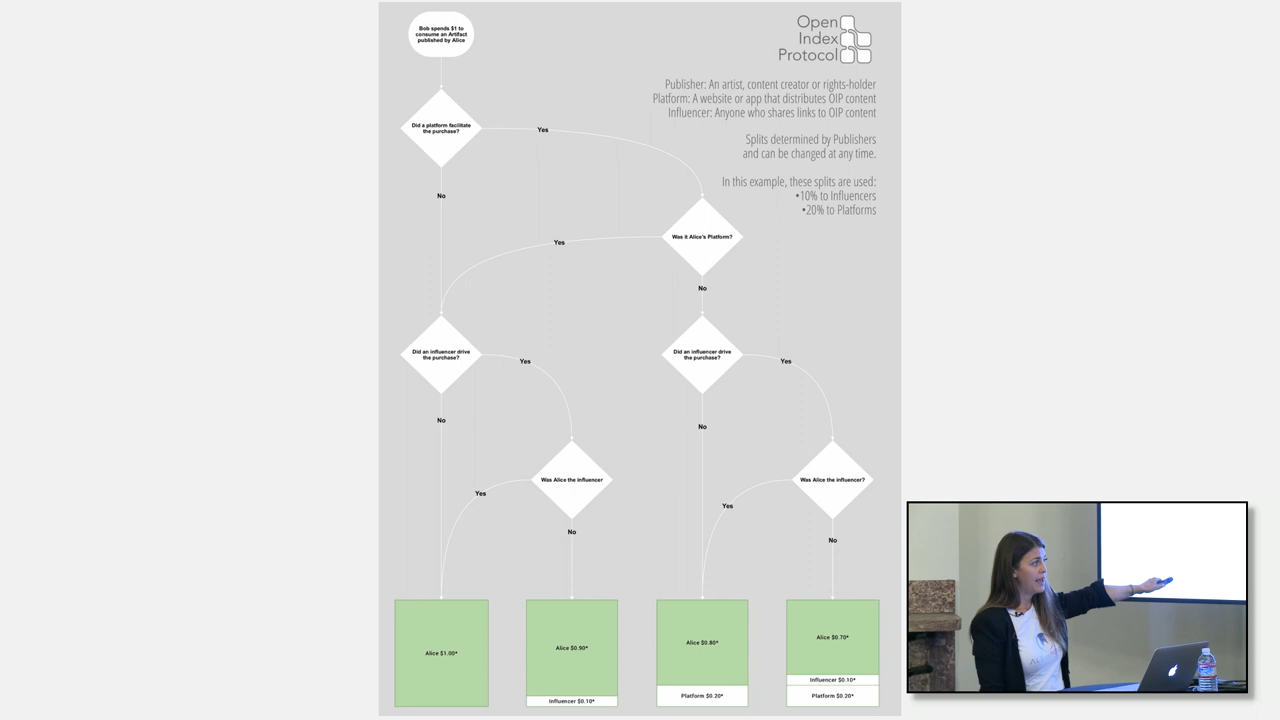 Bob spends $1 to
consume an Artifact
published by Alice
Open
Index
Protocol
Publisher: An artist, content creator or rights-holder
Platform: A website or app that distributes OIP content
Influencer: Anyone who shares links to OIP content
Splits determined by Publishers
and can be changed at any time.
In this example, these splits are used:
•10% to Influencers
•20% to Platforms
Did a platform facilitate
the purchase?
Yes
No
Was it Alice's Platform?
Yes
No
Did an influencer drive
the purchase?
Yes
No
Did an influencer drive
the purchase?
Yes
No
Was Alice the influencer
Yes
No
Was Alice the influencer?
Yes
No
Alice $1.00*
Alice $0.90*
Influencer $0.10*
Alice $0.80*
Platform $0.20*
Alice $0.70*
Influencer $0.10*
Platform $0.20*